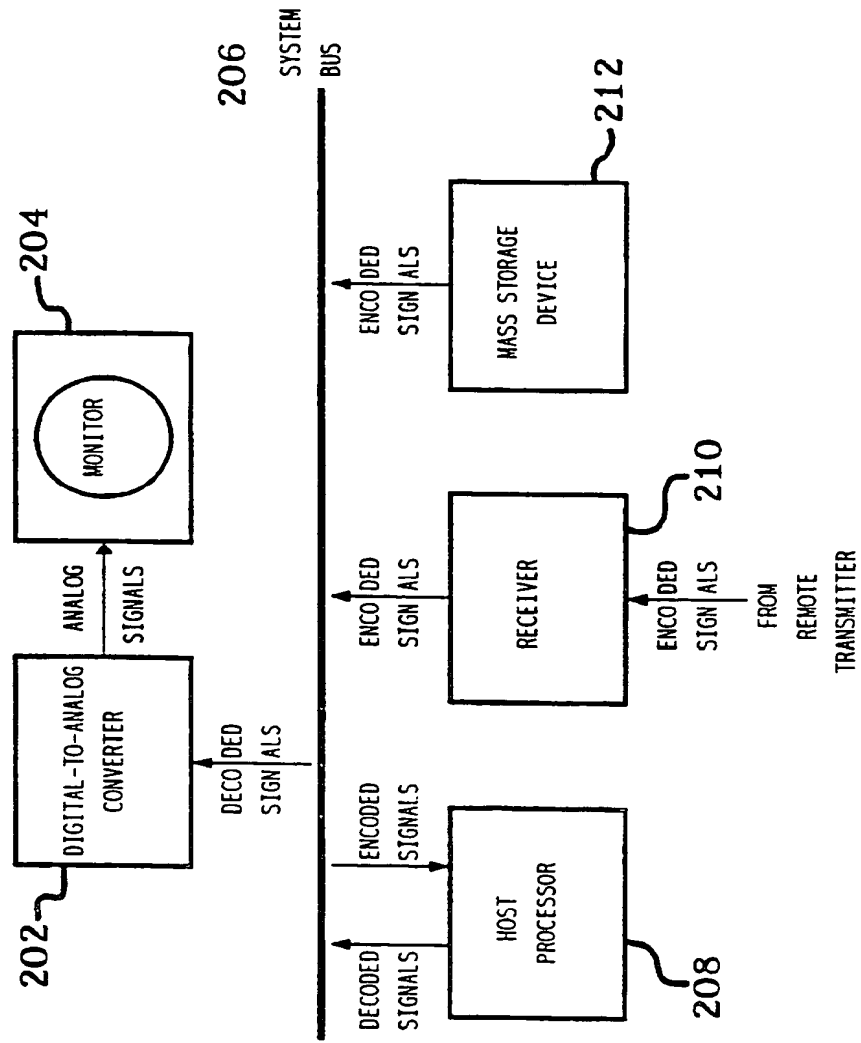 202
DIGITAL-TO-ANALOG
CONVERTER
ANALOG
SIGNALS
MONITOR
204
DECODED
SIGNALS
206
SYSTEM
BUS
DECODED
SIGNALS
ENCODED
SIGNALS
ENCODED
SIGNALS
ENCODED
SIGNALS
HOST
PROCESSOR
208
RECEIVER
210
MASS STORAGE
DEVICE
212
ENCODED
SIGNALS
FROM
REMOTE
TRANSMITTER